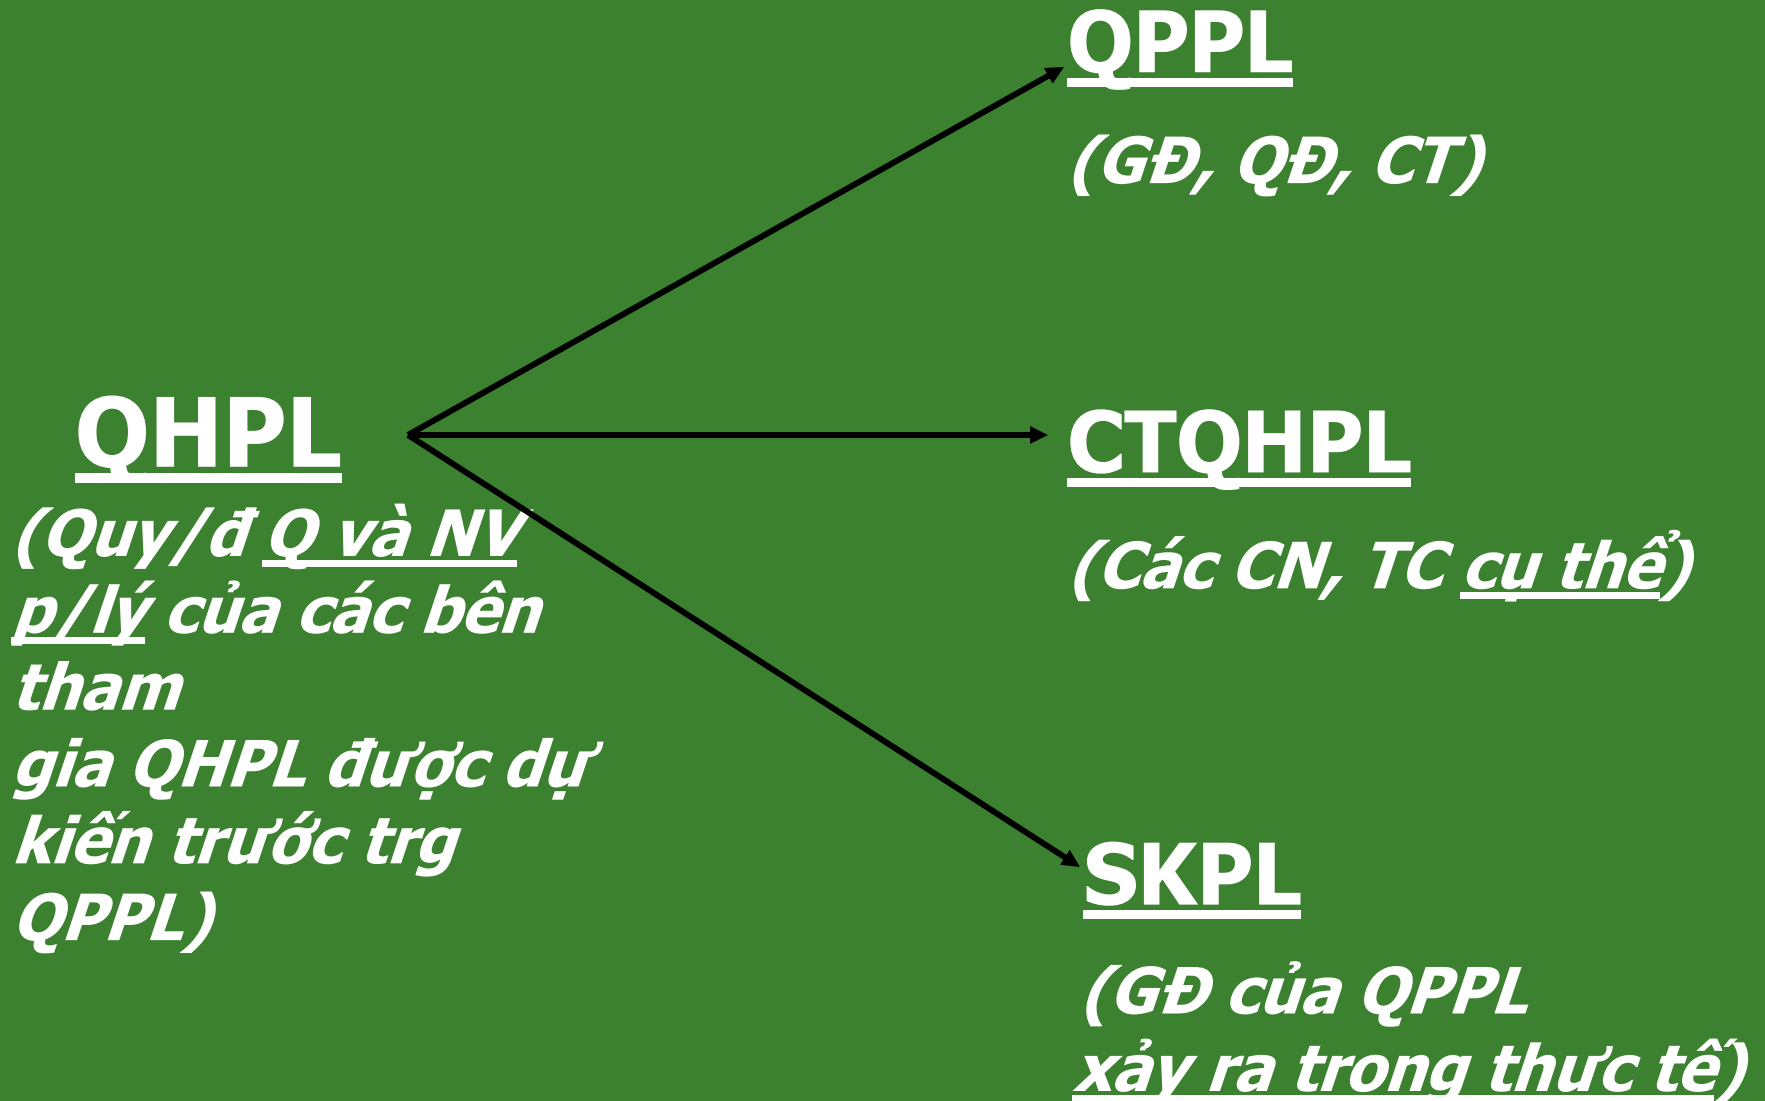 QPPL
(GĐ, QĐ, CT)
QHPL
(Quy/đ Q và NV
p/lý của các bên
tham
gia QHPL được dự
kiến trước trg
QPPL)
CTQHPL
(Các CN, TC cụ thể)
SKPL
(GĐ của QPPL
xảy ra trong thực tế)